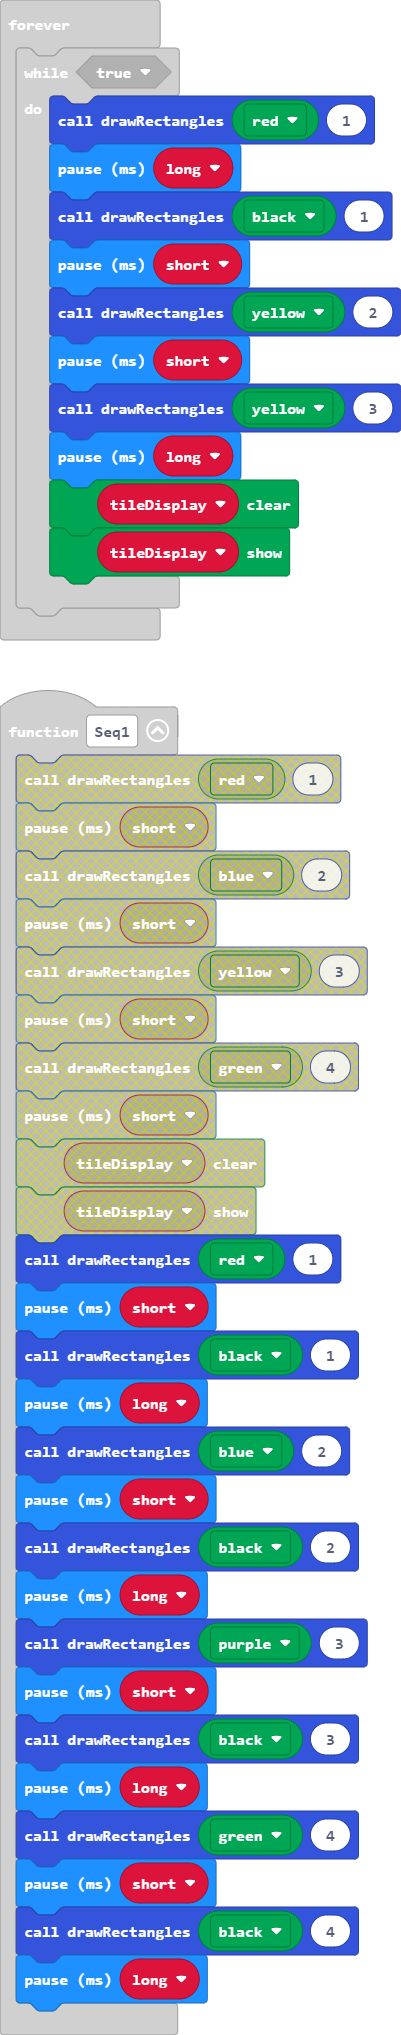 forever
while true
do
call drawRectangles red 1
pause (ms) long
call drawRectangles black 1
pause (ms) short
call drawRectangles yellow 2
pause (ms) short
call drawRectangles yellow 3
pause (ms) long
tileDisplay clear
tileDisplay show
function Seq1
call drawRectangles red 1
pause (ms) short
call drawRectangles blue 2
pause (ms) short
call drawRectangles yellow 3
pause (ms) short
call drawRectangles green 4
pause (ms) short
tileDisplay clear
tileDisplay show
call drawRectangles red 1
pause (ms) short
call drawRectangles black 1
pause (ms) long
call drawRectangles blue 2
pause (ms) short
call drawRectangles black 2
pause (ms) long
call drawRectangles purple 3
pause (ms) short
call drawRectangles black 3
pause (ms) long
call drawRectangles green 4
pause (ms) short
call drawRectangles black 4
pause (ms) long